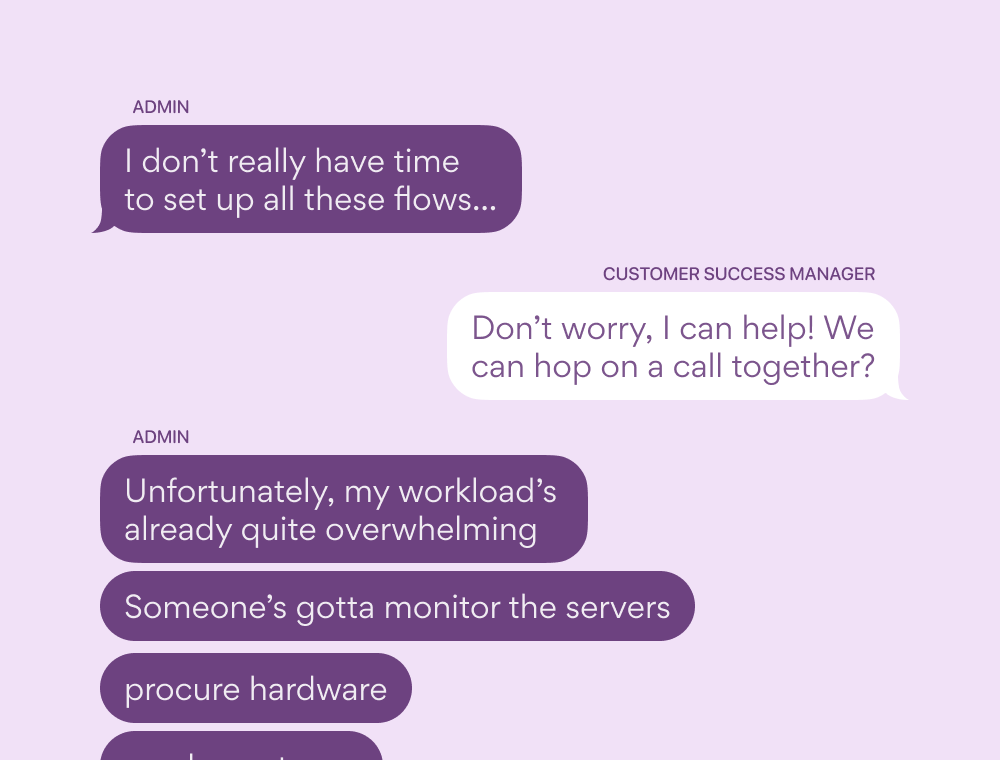 ADMIN
I don’t really have time
to set up all these flows...
CUSTOMER SUCCESS MANAGER
Don’t worry, I can help! We
can hop on a call together?
ADMIN
Unfortunately, my workload’s
already quite overwhelming
Someone’s gotta monitor the servers
procure hardware